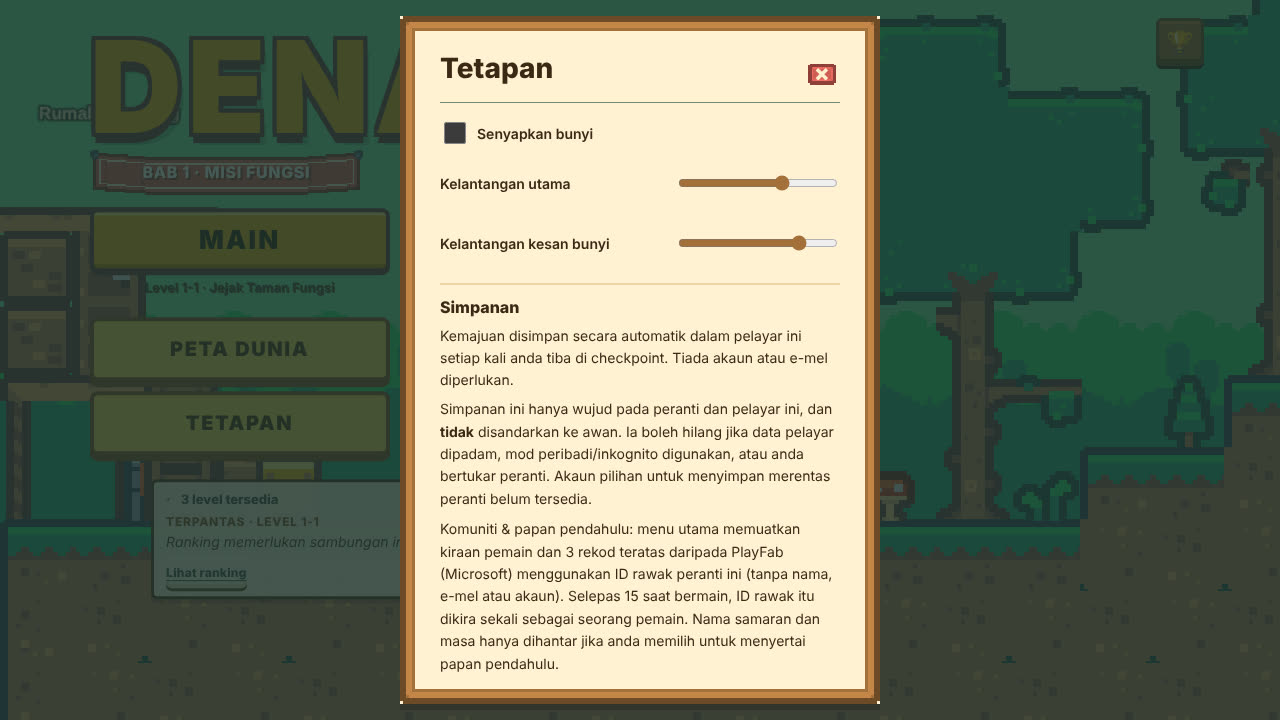 Tetapan
Senyapkan bunyi
Kelantangan utama
Kelantangan kesan bunyi
Simpanan
Kemajuan disimpan secara automatik dalam pelayar ini
setiap kali anda tiba di checkpoint. Tiada akaun atau e-mel
diperlukan.
Simpanan ini hanya wujud pada peranti dan pelayar ini, dan
tidak disandarkan ke awan. Ia boleh hilang jika data pelayar
dipadam, mod peribadi/inkognito digunakan, atau anda
bertukar peranti. Akaun pilihan untuk menyimpan merentas
peranti belum tersedia.
Komuniti & papan pendahulu: menu utama memuatkan
kiraan pemain dan 3 rekod teratas daripada PlayFab
(Microsoft) menggunakan ID rawak peranti ini (tanpa nama,
e-mel atau akaun). Selepas 15 saat bermain, ID rawak itu
dikira sekali sebagai seorang pemain. Nama samaran dan
masa hanya dihantar jika anda memilih untuk menyertai
papan pendahulu.
BAB 1 · MISI FUNGSI
MAIN
Level 1-1 · Jejak Taman Fungsi
PETA DUNIA
TETAPAN
· 3 level tersedia
TERPANTAS · LEVEL 1-1
Ranking memerlukan sambungan
Lihat ranking